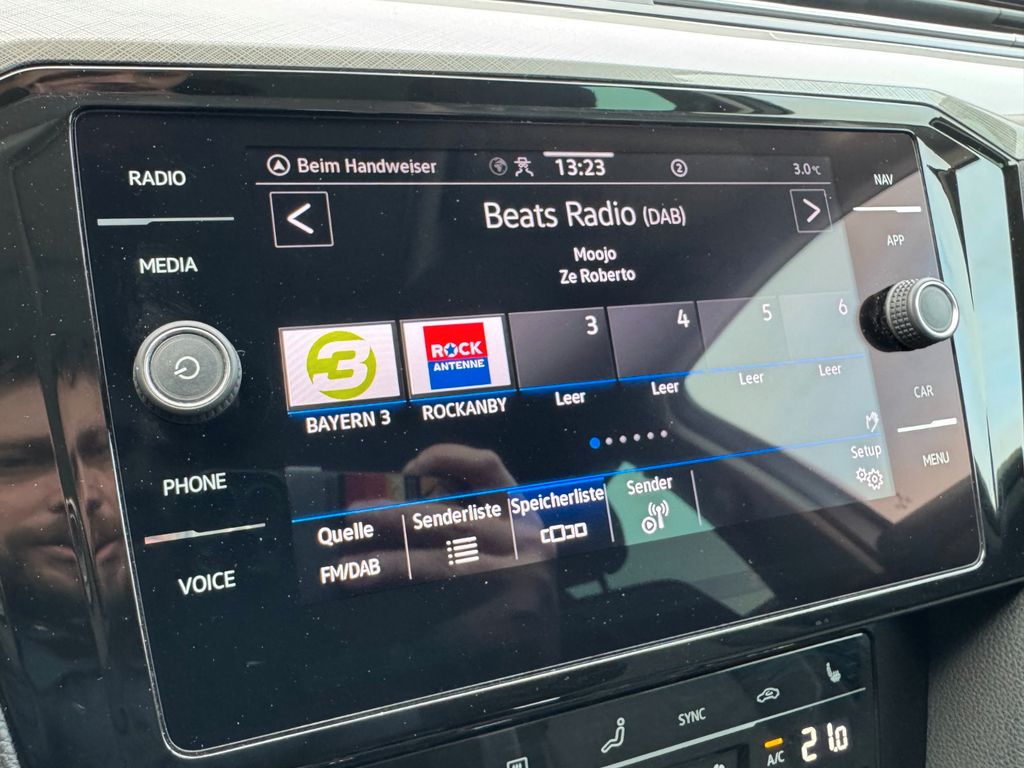 RADIO
MEDIA
PHONE
VOICE
Beim Handweiser
13:23
2
3.0°C
Beats Radio (DAB)
Moojo
Ze Roberto
3
ROCK
ANTENNE
3
4
5
6
BAYERN 3
ROCKANBY
Leer
Leer
Leer
Leer
Quelle
FM/DAB
Senderliste
Speicherliste
Sender
Setup
NAV
APP
CAR
MENU
SYNC
A/C
21.0